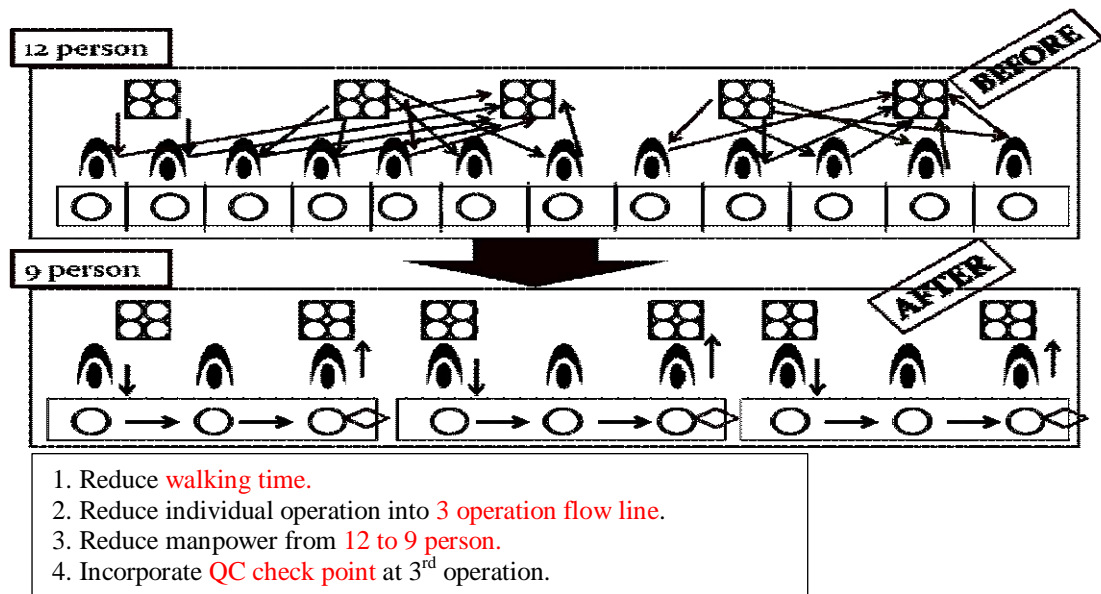 12 person
BEFORE
9 person
AFTER
1. Reduce walking time.
2. Reduce individual operation into 3 operation flow line.
3. Reduce manpower from 12 to 9 person.
4. Incorporate QC check point at 3rd operation.